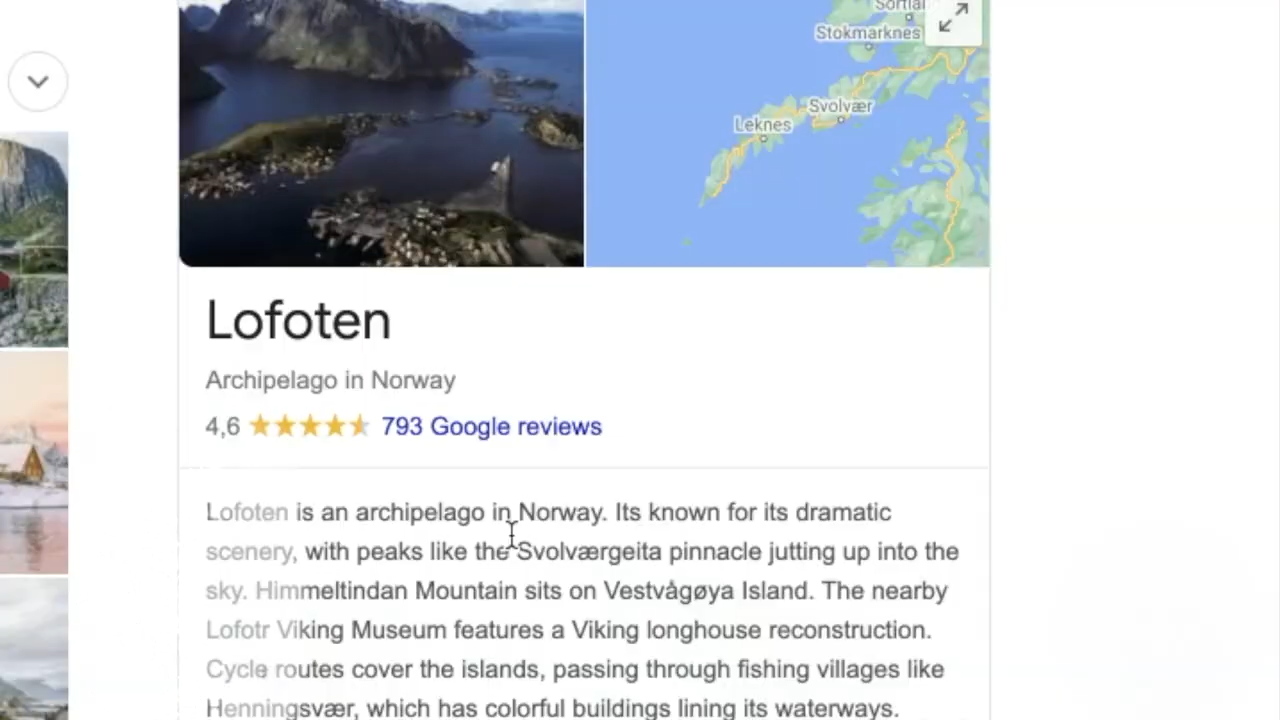 Sortlan
Stokmarknes
Svolvær
Leknes
Lofoten
Archipelago in Norway
4,6 793 Google reviews
Lofoten is an archipelago in Norway. Its known for its dramatic
scenery, with peaks like the Svolværgeita pinnacle jutting up into the
sky. Himmeltindan Mountain sits on Vestvågøya Island. The nearby
Lofotr Viking Museum features a Viking longhouse reconstruction.
Cycle routes cover the islands, passing through fishing villages like
Henningsvær, which has colorful buildings lining its waterways.